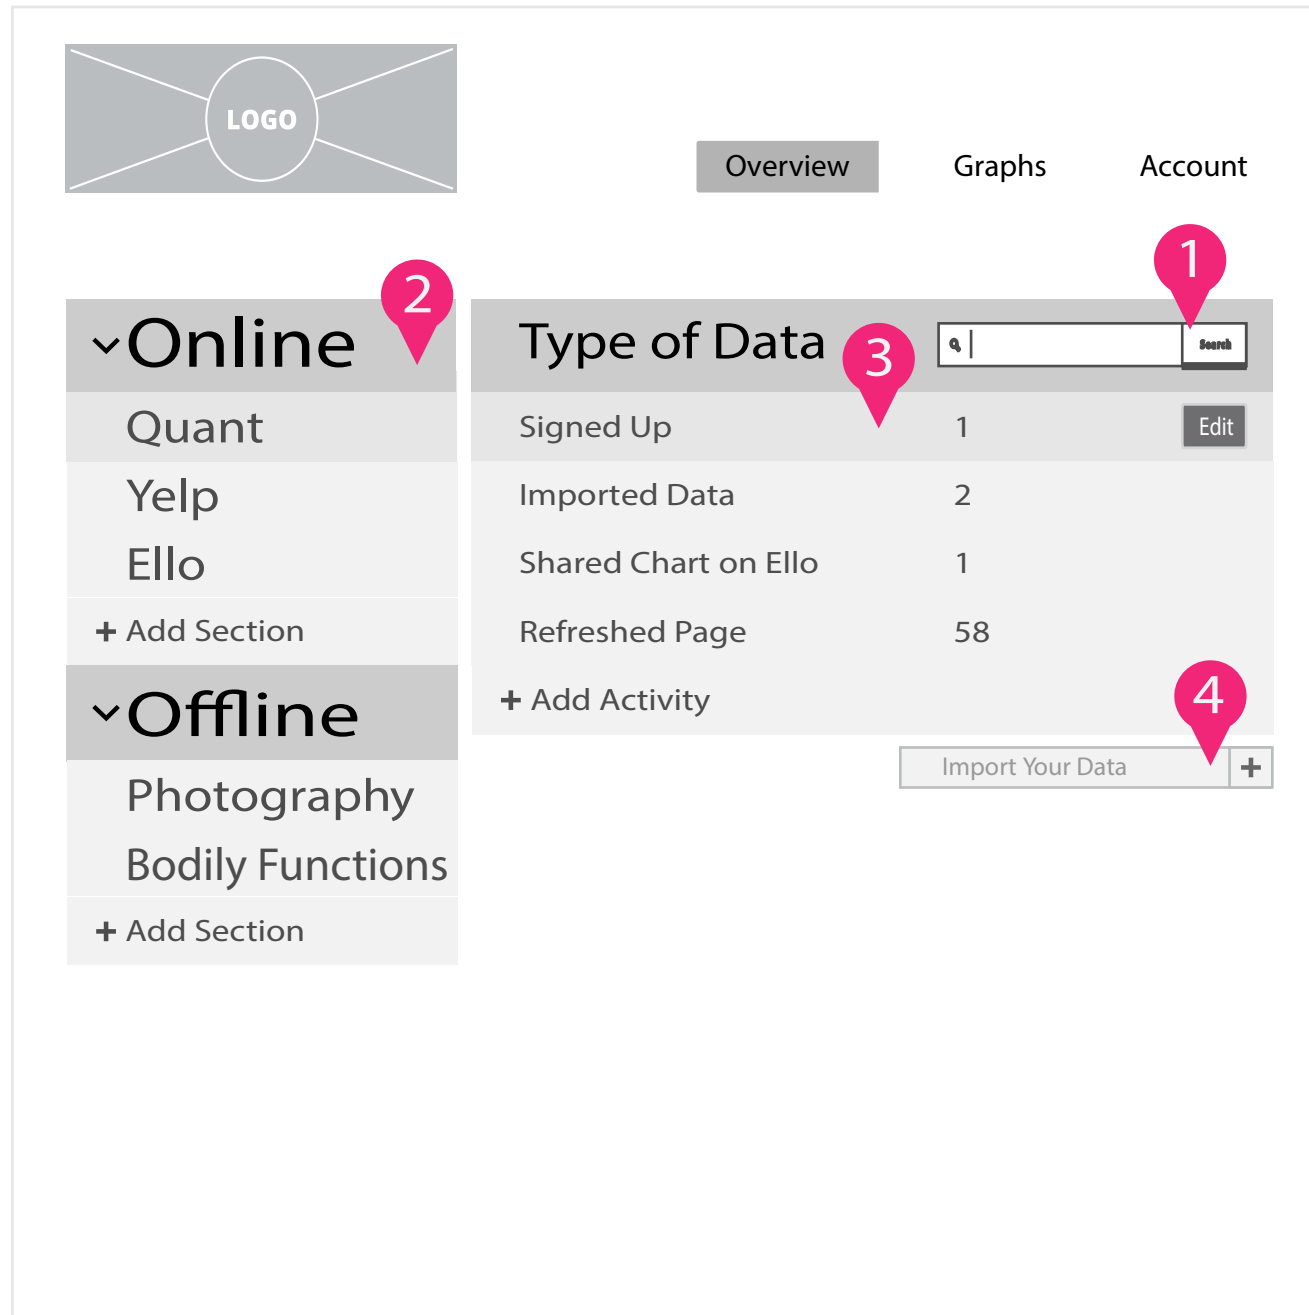 LOGO
Overview Graphs Account
1
2
Online
Type of Data
3
Search
Quant
Signed Up 1 Edit
Yelp
Imported Data 2
Ello
Shared Chart on Ello 1
+ Add Section
Refreshed Page 58
Offline
+ Add Activity
4
Import Your Data +
Photography
Bodily Functions
+ Add Section